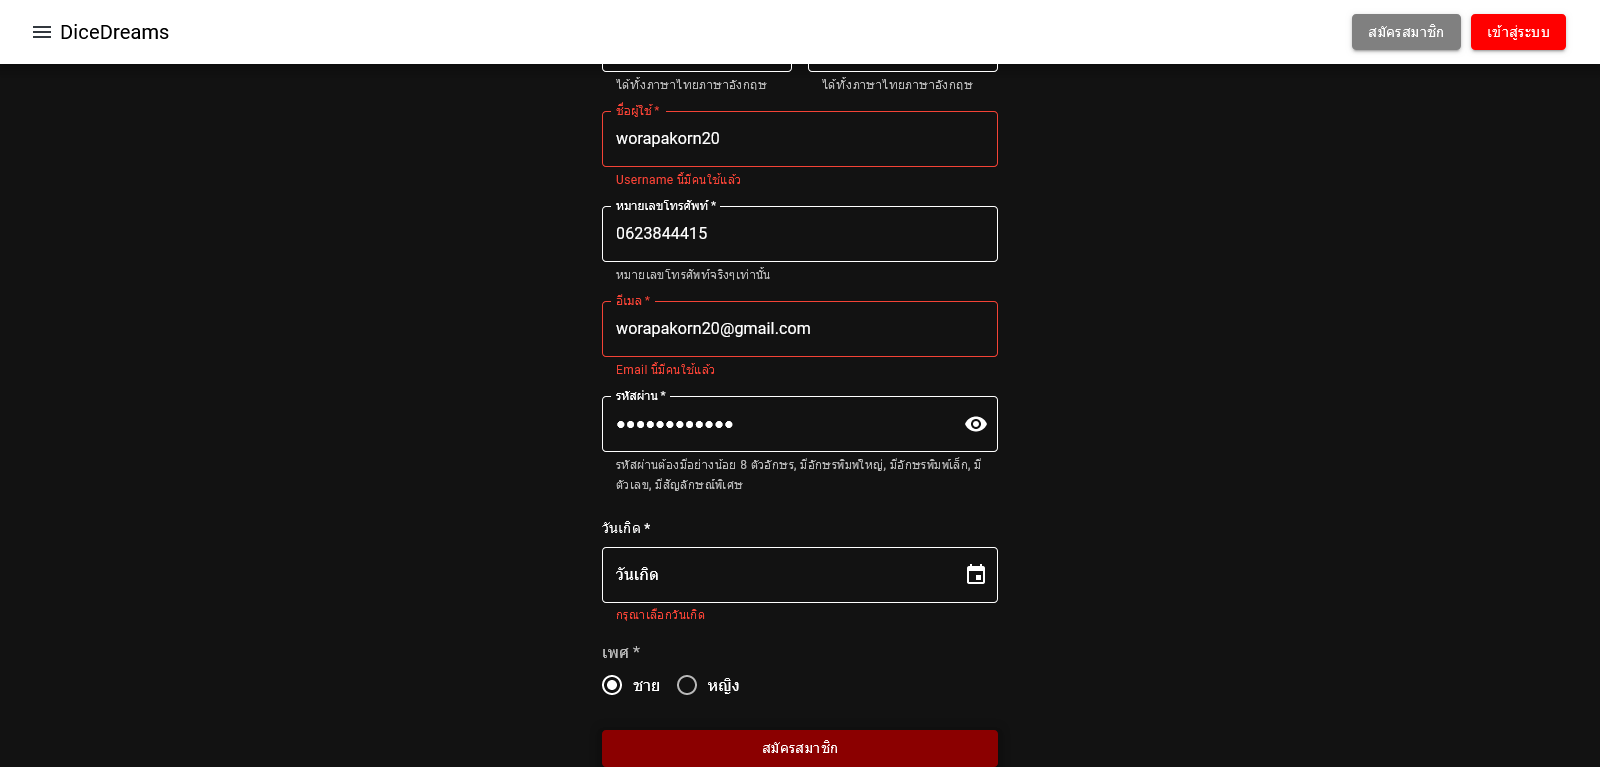 DiceDreams
สมัครสมาชิก
เข้าสู่ระบบ
ได้ทั้งภาษาไทยภาษาอังกฤษ
ได้ทั้งภาษาไทยภาษาอังกฤษ
ชื่อผู้ใช้ *
worapakorn20
Username นี้มีคนใช้แล้ว
หมายเลขโทรศัพท์ *
0623844415
หมายเลขโทรศัพท์จริงๆเท่านั้น
อีเมล *
worapakorn20@gmail.com
Email นี้มีคนใช้แล้ว
รหัสผ่าน *
••••••••••••
รหัสผ่านต้องมีอย่างน้อย 8 ตัวอักษร, มีอักษรพิมพ์ใหญ่, มีอักษรพิมพ์เล็ก, มี
ตัวเลข, มีสัญลักษณ์พิเศษ
วันเกิด *
วันเกิด
กรุณาเลือกวันเกิด
เพศ *
ชาย
หญิง
สมัครสมาชิก